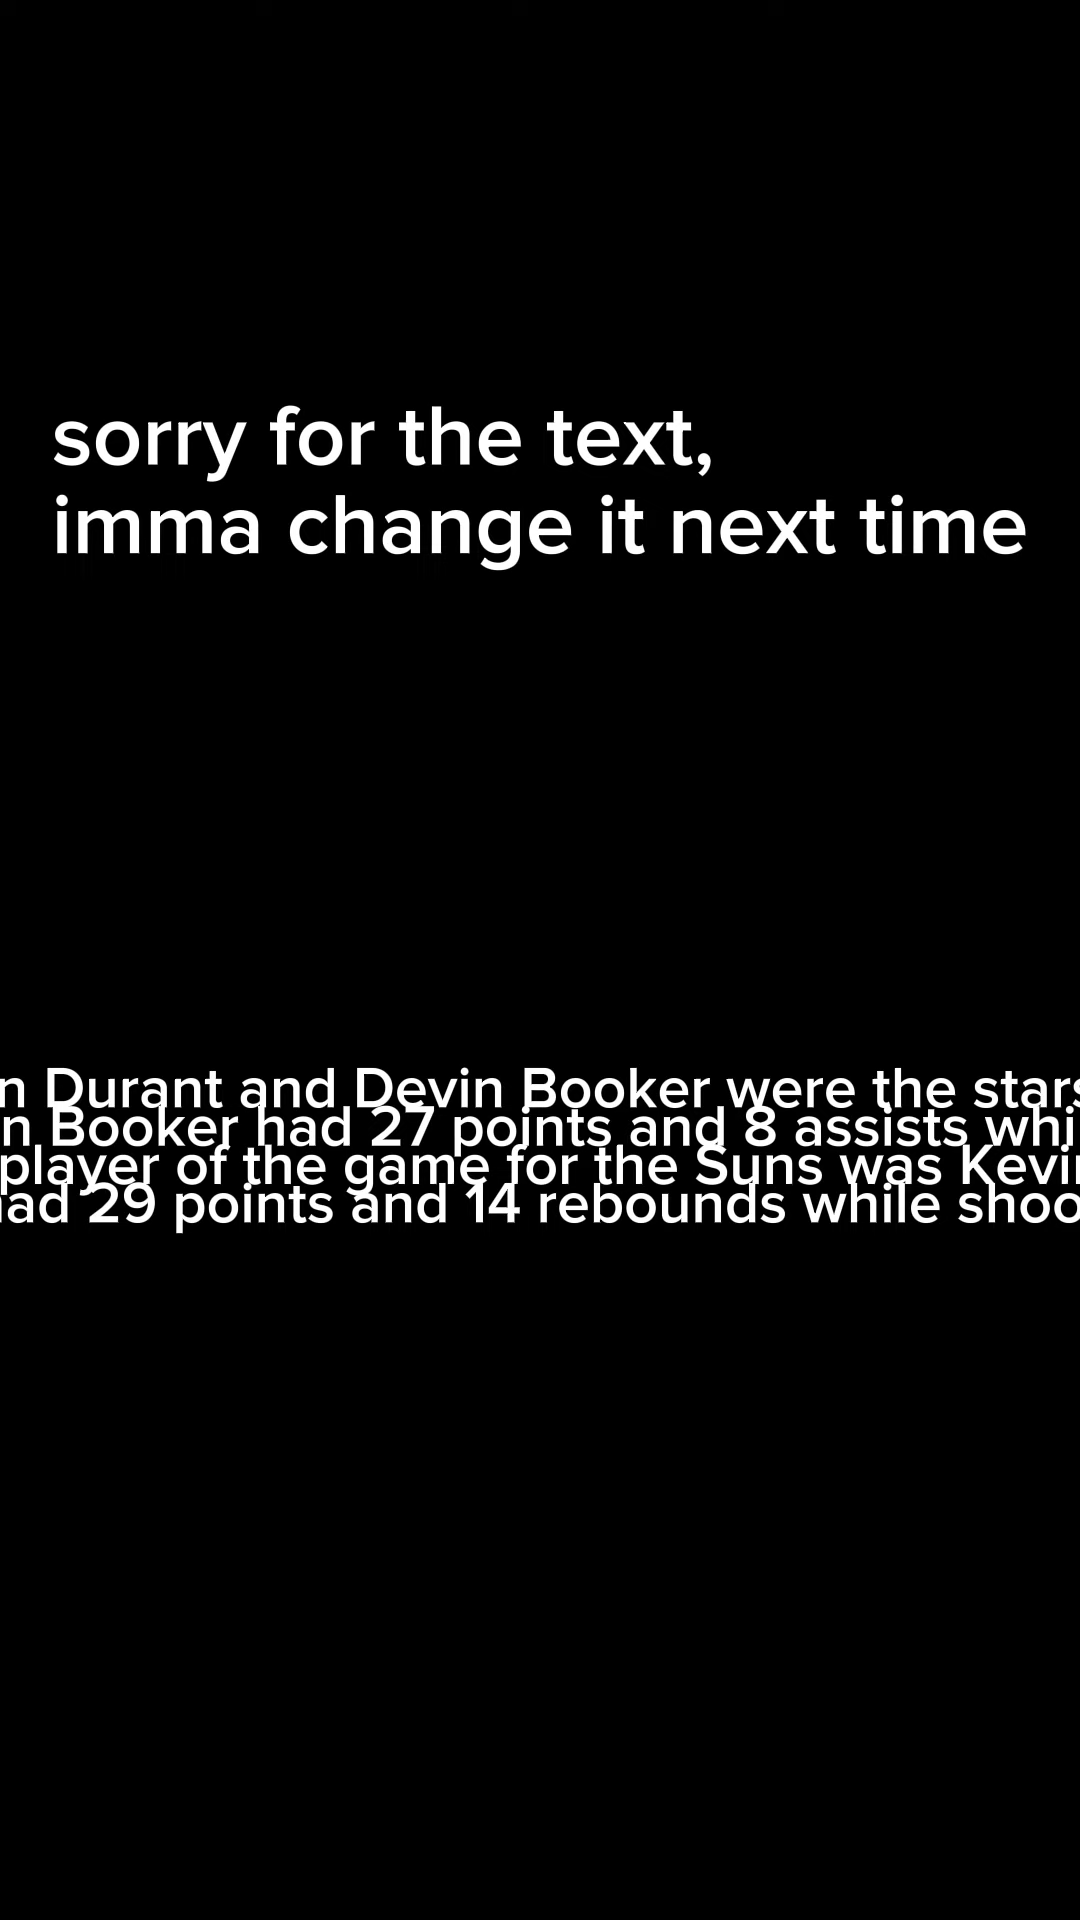 sorry for the text,
imma change it next time
n Durant and Devin Booker were the stars
n Booker had 27 points and 8 assists whi
player of the game for the Suns was Kevin
had 29 points and 14 rebounds while shoo